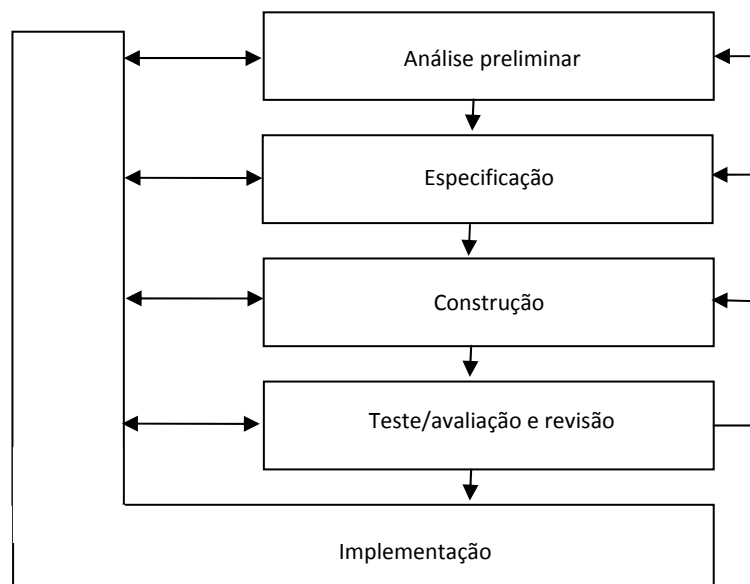 Análise preliminar
Especificação
Construção
Teste/avaliação e revisão
Implementação